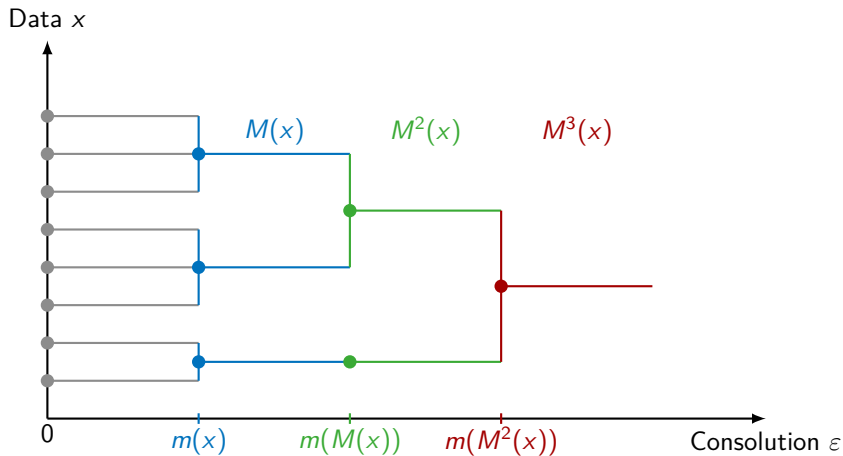 Data x
M(x) M²(x) M³(x)
0 m(x) m(M(x)) m(M²(x))
Consolution ε